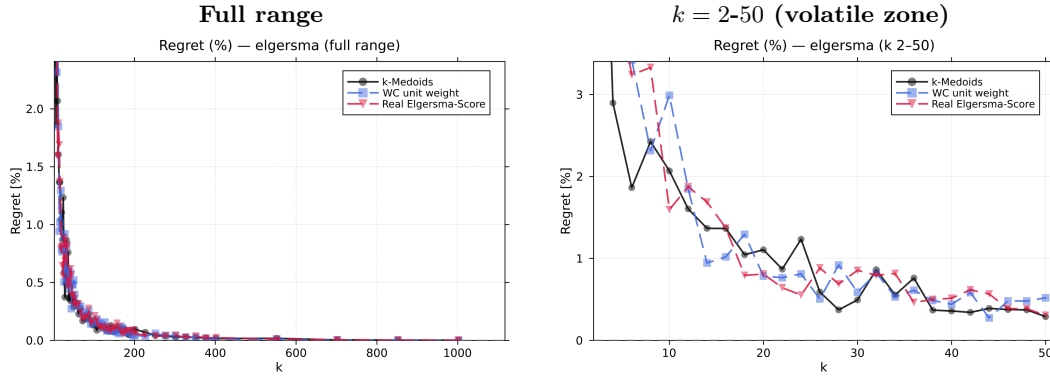 Full range
Regret (%) — elgersma (full range)
Regret [%]
2.0
1.5
1.0
0.5
0.0
k-Medoids
WC unit weight
Real Elgersma-Score
200
400
600
800
1000
k
k = 2-50 (volatile zone)
Regret (%) — elgersma (k 2–50)
Regret [%]
3
2
1
0
k-Medoids
WC unit weight
Real Elgersma-Score
10
20
30
40
50
k